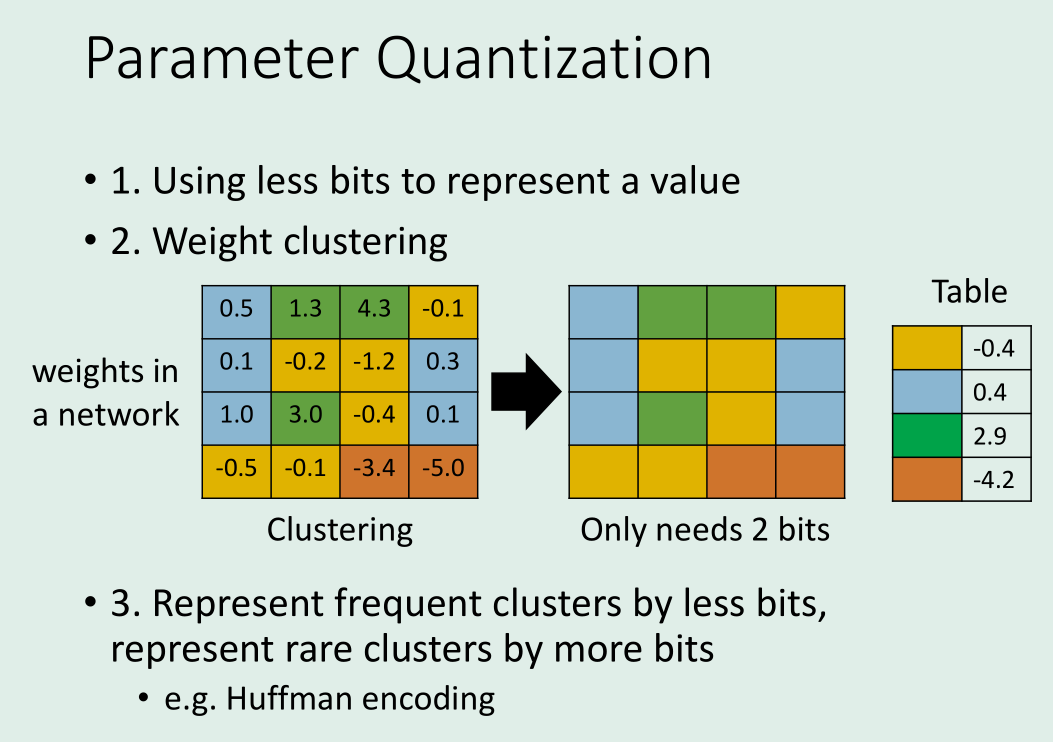 Parameter Quantization
• 1. Using less bits to represent a value
• 2. Weight clustering
weights in
a network
0.5 1.3 4.3 -0.1
0.1 -0.2 -1.2 0.3
1.0 3.0 -0.4 0.1
-0.5 -0.1 -3.4 -5.0
Clustering
Only needs 2 bits
Table
-0.4
0.4
2.9
-4.2
• 3. Represent frequent clusters by less bits,
represent rare clusters by more bits
• e.g. Huffman encoding